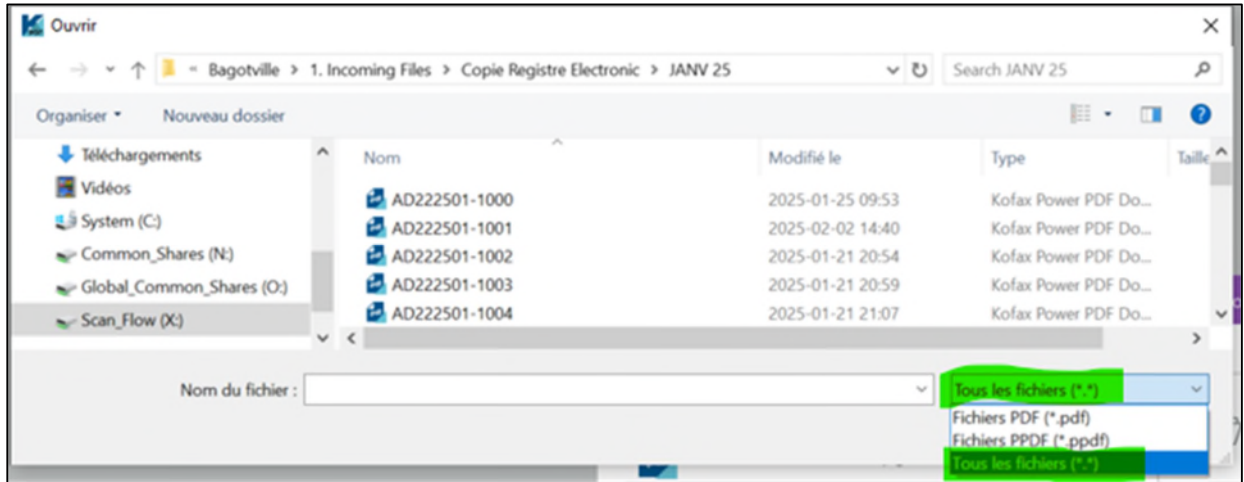 Ouvrir
« Bagotville > 1. Incoming Files > Copie Registre Electronic > JANV 25 Search JANV 25
Organiser Nouveau dossier
Téléchargements
Vidéos
System (C:)
Common_Shares (N:)
Global_Common_Shares (O:)
Scan_Flow (X:)
Nom Modifié le Type Taille
AD222501-1000 2025-01-25 09:53 Kofax Power PDF Do...
AD222501-1001 2025-02-02 14:40 Kofax Power PDF Do...
AD222501-1002 2025-01-21 20:54 Kofax Power PDF Do...
AD222501-1003 2025-01-21 20:59 Kofax Power PDF Do...
AD222501-1004 2025-01-21 21:07 Kofax Power PDF Do...
Nom du fichier : Tous les fichiers (*.*)
Fichiers PDF (*.pdf)
Fichiers PPDF (*.ppdf)
Tous les fichiers (*.*)